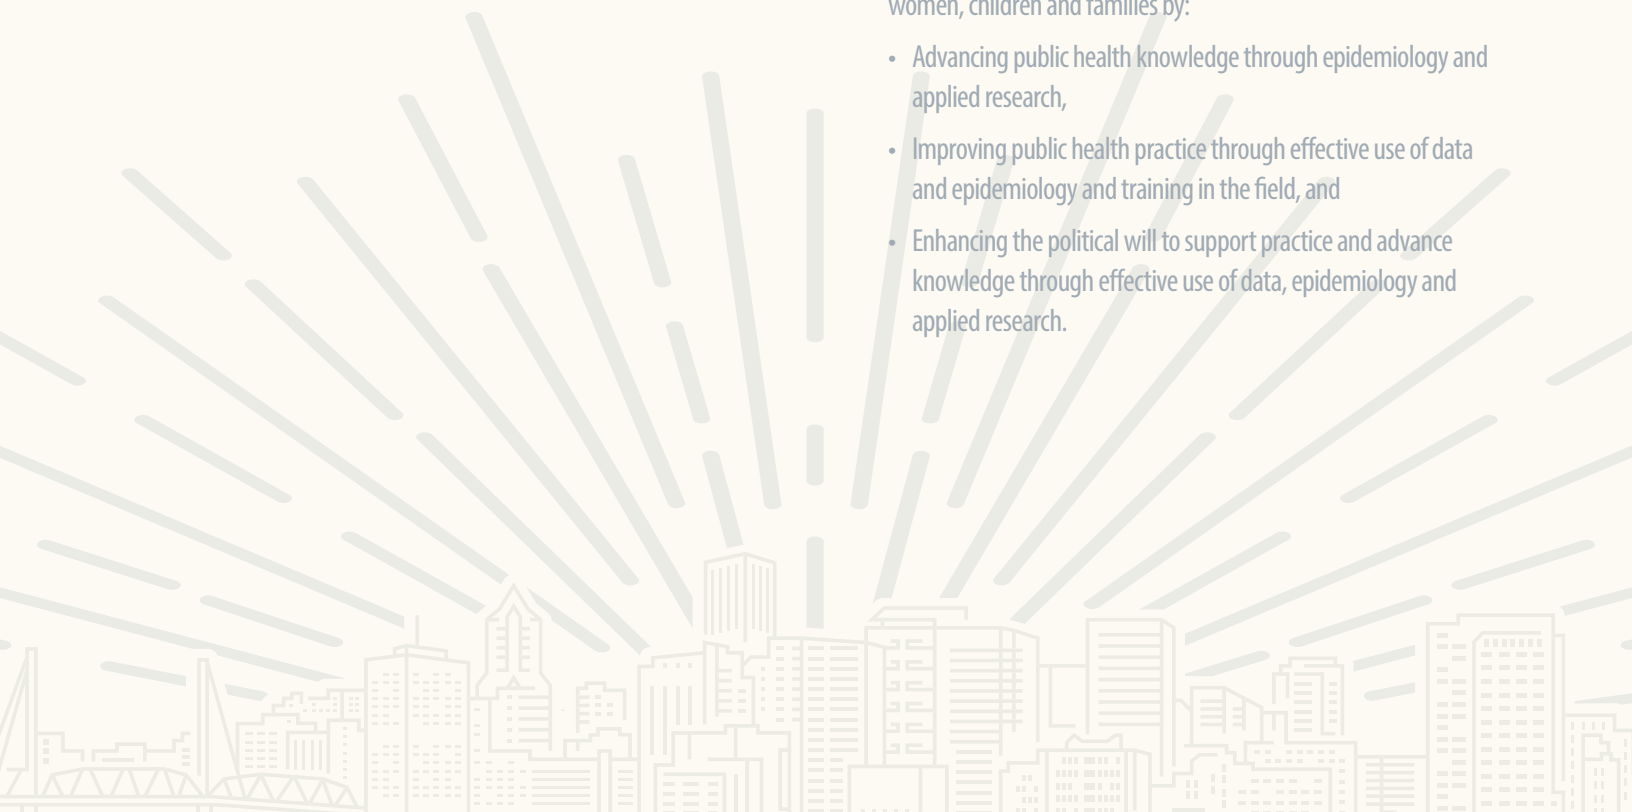 women, children and families by:
• Advancing public health knowledge through epidemiology and
applied research,
• Improving public health practice through effective use of data
and epidemiology and training in the field, and
• Enhancing the political will to support practice and advance
knowledge through effective use of data, epidemiology and
applied research.